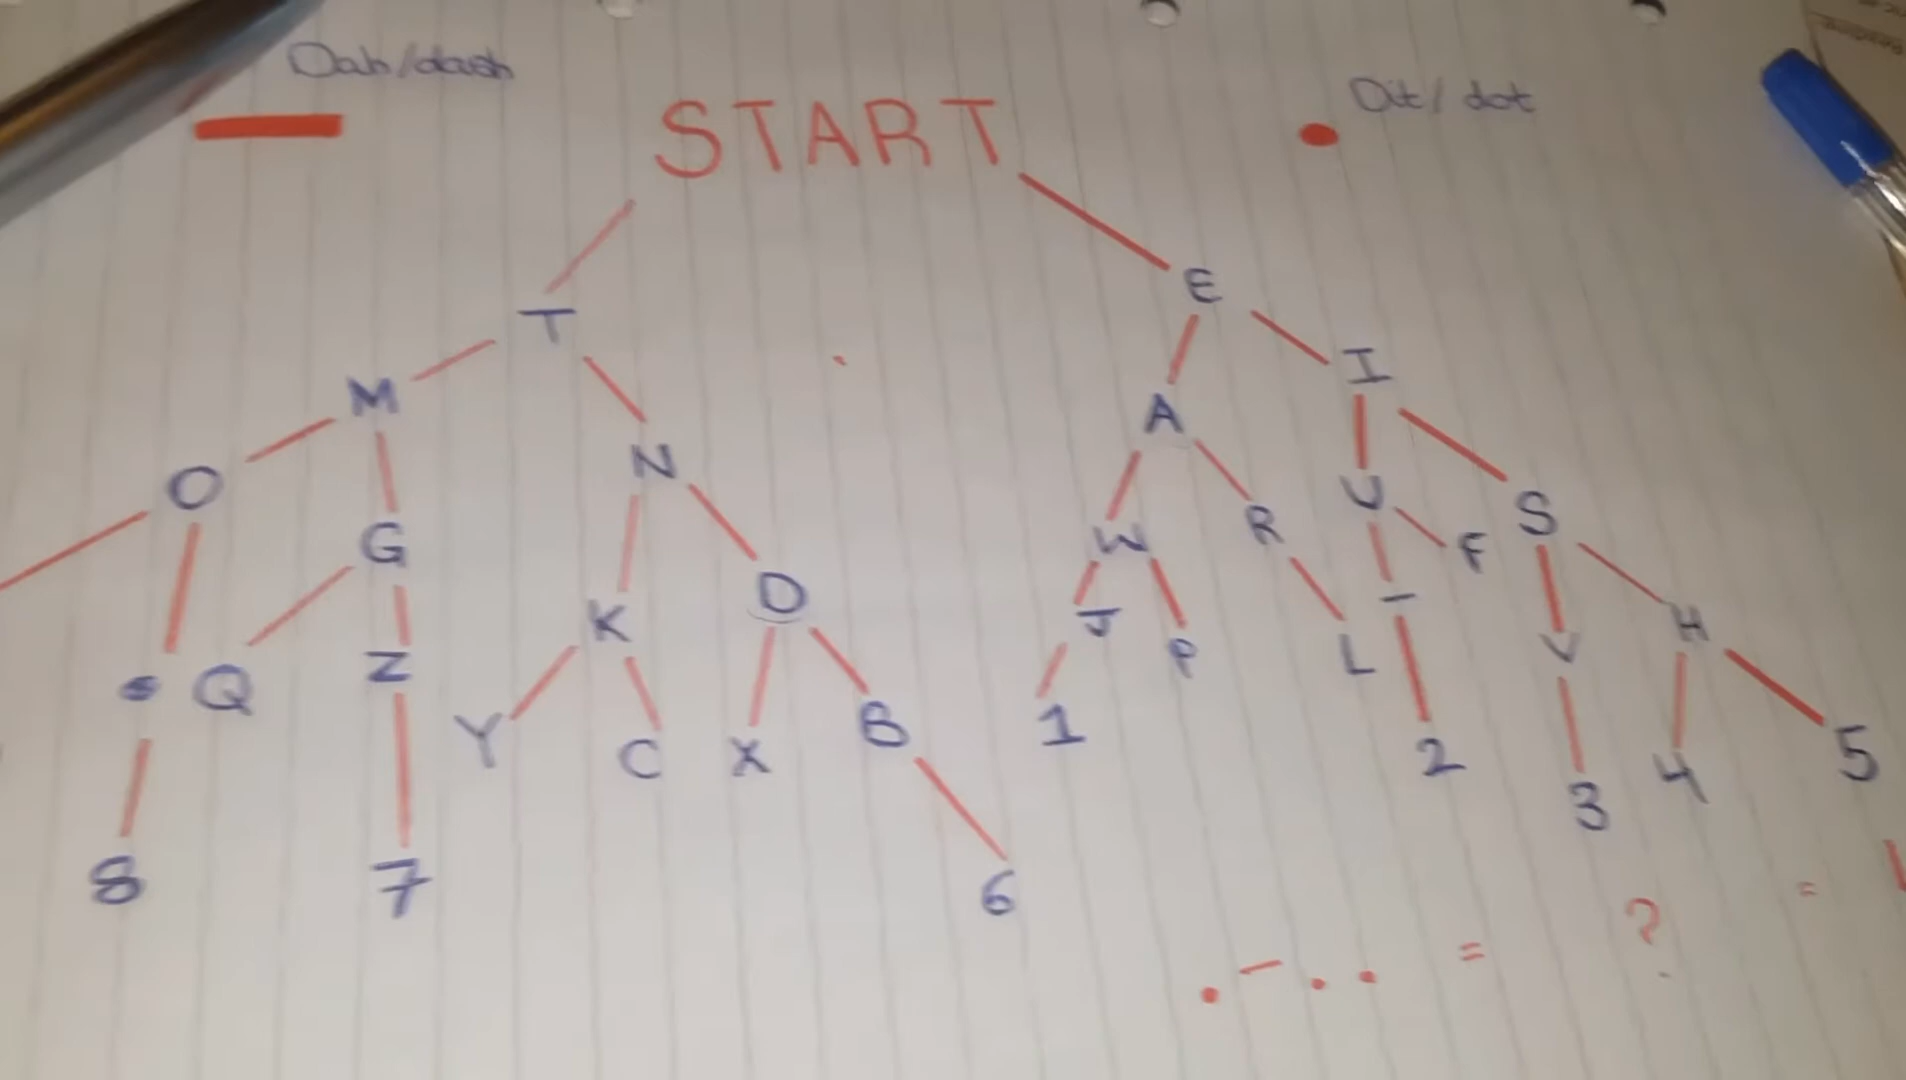 Dah/dash
Dit/ dot
START
E
T
I
M
A
N
O
U
S
R
W
F
G
D
K
J
H
P
L
V
Z
Q
B
Y
C
X
1
2
5
4
3
8
7
6
. - . . = ?
=